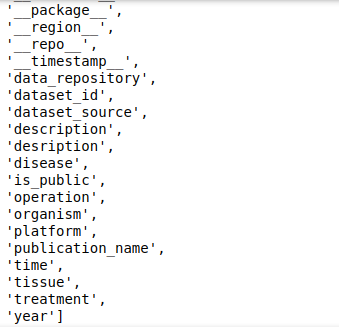 '__package__',
'__region__',
'__repo__',
'__timestamp__',
'data_repository',
'dataset_id',
'dataset_source',
'description',
'desription',
'disease',
'is_public',
'operation',
'organism',
'platform',
'publication_name',
'time',
'tissue',
'treatment',
'year']